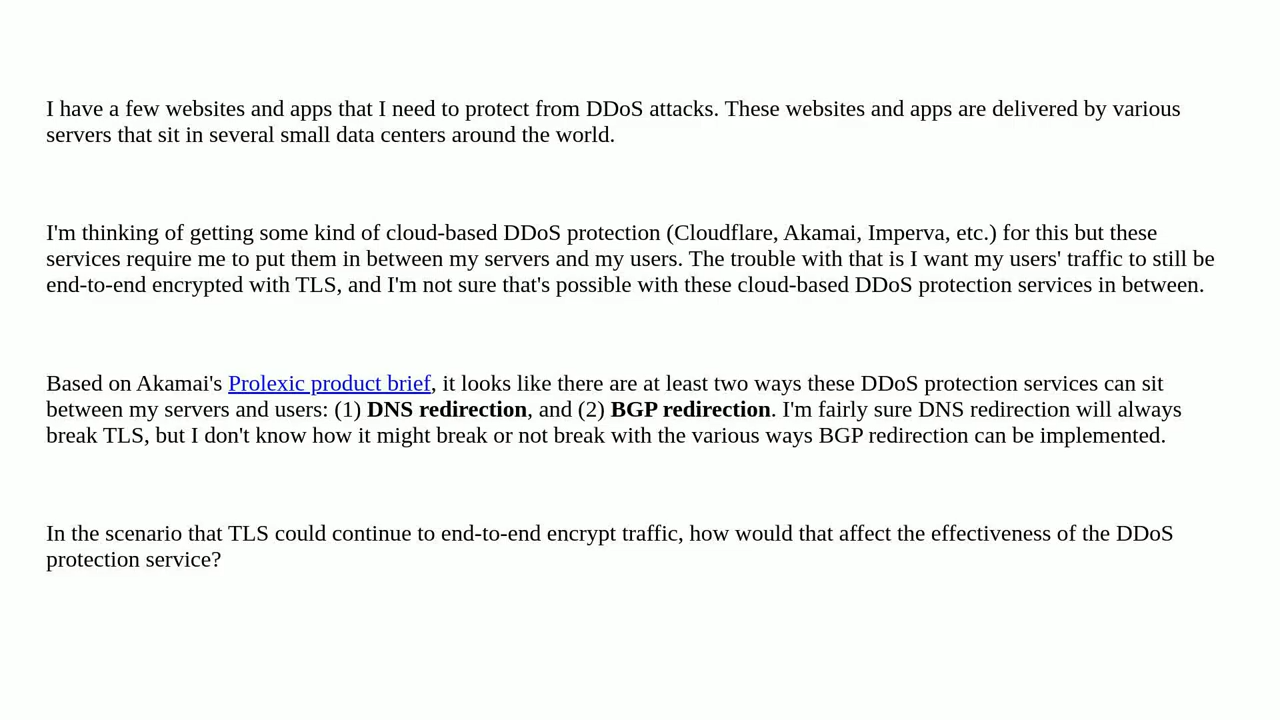 I have a few websites and apps that I need to protect from DDoS attacks. These websites and apps are delivered by various
servers that sit in several small data centers around the world.
I'm thinking of getting some kind of cloud-based DDoS protection (Cloudflare, Akamai, Imperva, etc.) for this but these
services require me to put them in between my servers and my users. The trouble with that is I want my users' traffic to still be
end-to-end encrypted with TLS, and I'm not sure that's possible with these cloud-based DDoS protection services in between.
Based on Akamai's Prolexic product brief, it looks like there are at least two ways these DDoS protection services can sit
between my servers and users: (1) DNS redirection, and (2) BGP redirection. I'm fairly sure DNS redirection will always
break TLS, but I don't know how it might break or not break with the various ways BGP redirection can be implemented.
In the scenario that TLS could continue to end-to-end encrypt traffic, how would that affect the effectiveness of the DDoS
protection service?